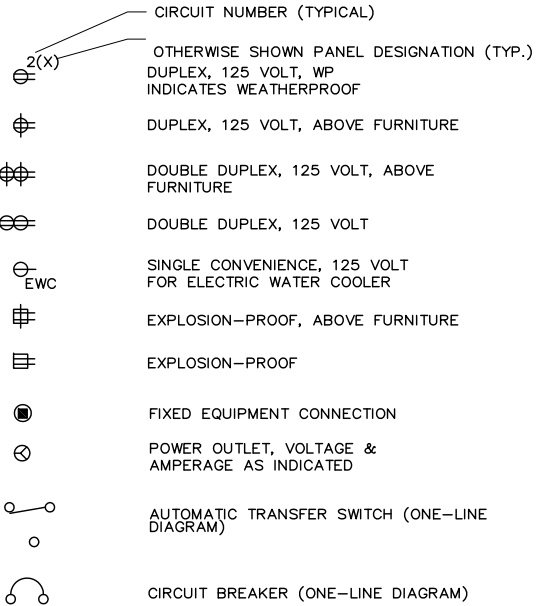 CIRCUIT NUMBER (TYPICAL)
2(X)
OTHERWISE SHOWN PANEL DESIGNATION (TYP.)
DUPLEX, 125 VOLT, WP
INDICATES WEATHERPROOF
DUPLEX, 125 VOLT, ABOVE FURNITURE
DOUBLE DUPLEX, 125 VOLT, ABOVE
FURNITURE
DOUBLE DUPLEX, 125 VOLT
EWC
SINGLE CONVENIENCE, 125 VOLT
FOR ELECTRIC WATER COOLER
EXPLOSION-PROOF, ABOVE FURNITURE
EXPLOSION-PROOF
FIXED EQUIPMENT CONNECTION
POWER OUTLET, VOLTAGE &
AMPERAGE AS INDICATED
AUTOMATIC TRANSFER SWITCH (ONE-LINE
DIAGRAM)
CIRCUIT BREAKER (ONE-LINE DIAGRAM)